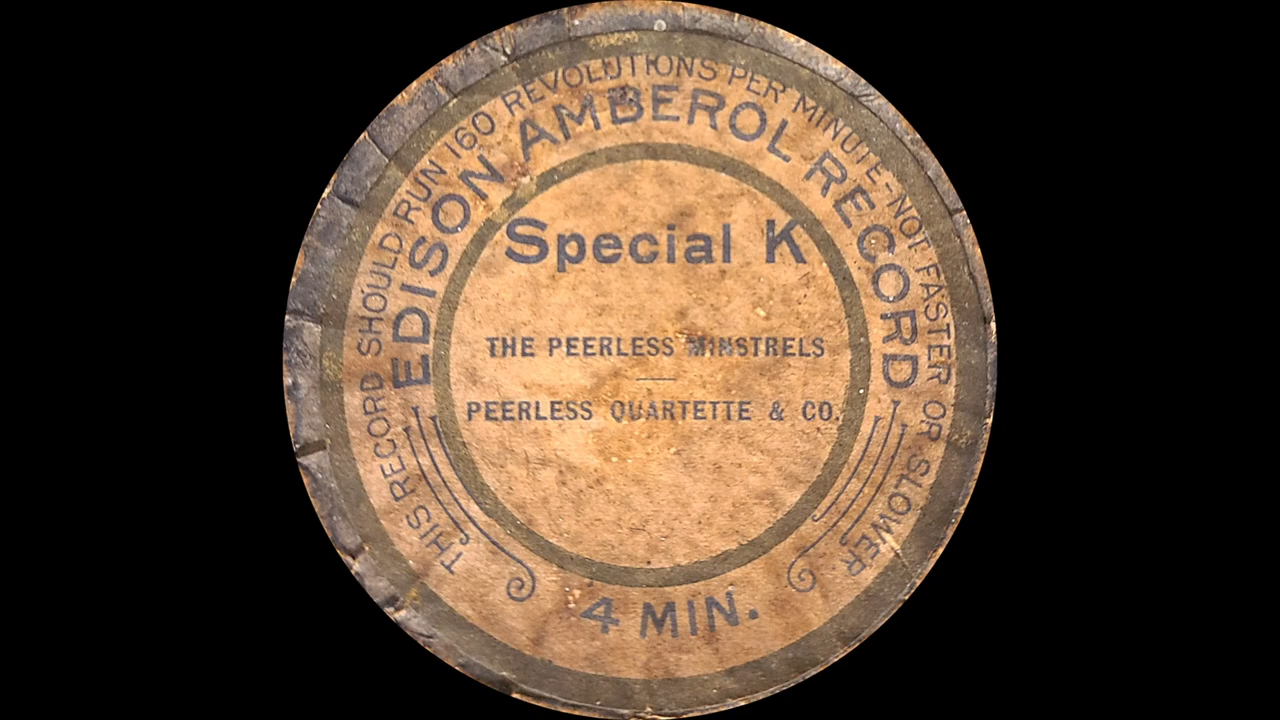 THIS RECORD SHOULD RUN 160 REVOLUTIONS PER MINUTE-NOT FASTER OR SLOWER
EDISON AMBEROL RECORD
Special K
THE PEERLESS MINSTRELS
PEERLESS QUARTETTE & CO.
4 MIN.